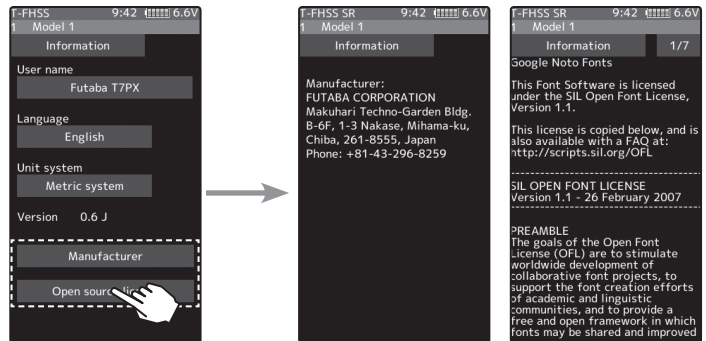 T-FHSS 9:42 6.6V
1 Model 1
Information
User name
Futaba T7PX
Language
English
Unit system
Metric system
Version 0.6 J
Manufacturer
Open source
T-FHSS SR 9:42 6.6V
1 Model 1
Information
Manufacturer:
FUTABA CORPORATION
Makuhari Techno-Garden Bldg.
B-6F, 1-3 Nakase, Mihama-ku,
Chiba, 261-8555, Japan
Phone: +81-43-296-8259
T-FHSS SR 9:42 6.6V
1 Model 1
Information 1/7
Google Noto Fonts
This Font Software is licensed
under the SIL Open Font License,
Version 1.1.
This license is copied below, and is
also available with a FAQ at:
http://scripts.sil.org/OFL
SIL OPEN FONT LICENSE
Version 1.1 - 26 February 2007
PREAMBLE
The goals of the Open Font
License (OFL) are to stimulate
worldwide development of
collaborative font projects, to
support the font creation efforts
of academic and linguistic
communities, and to provide a
free and open framework in which
fonts may be shared and improved